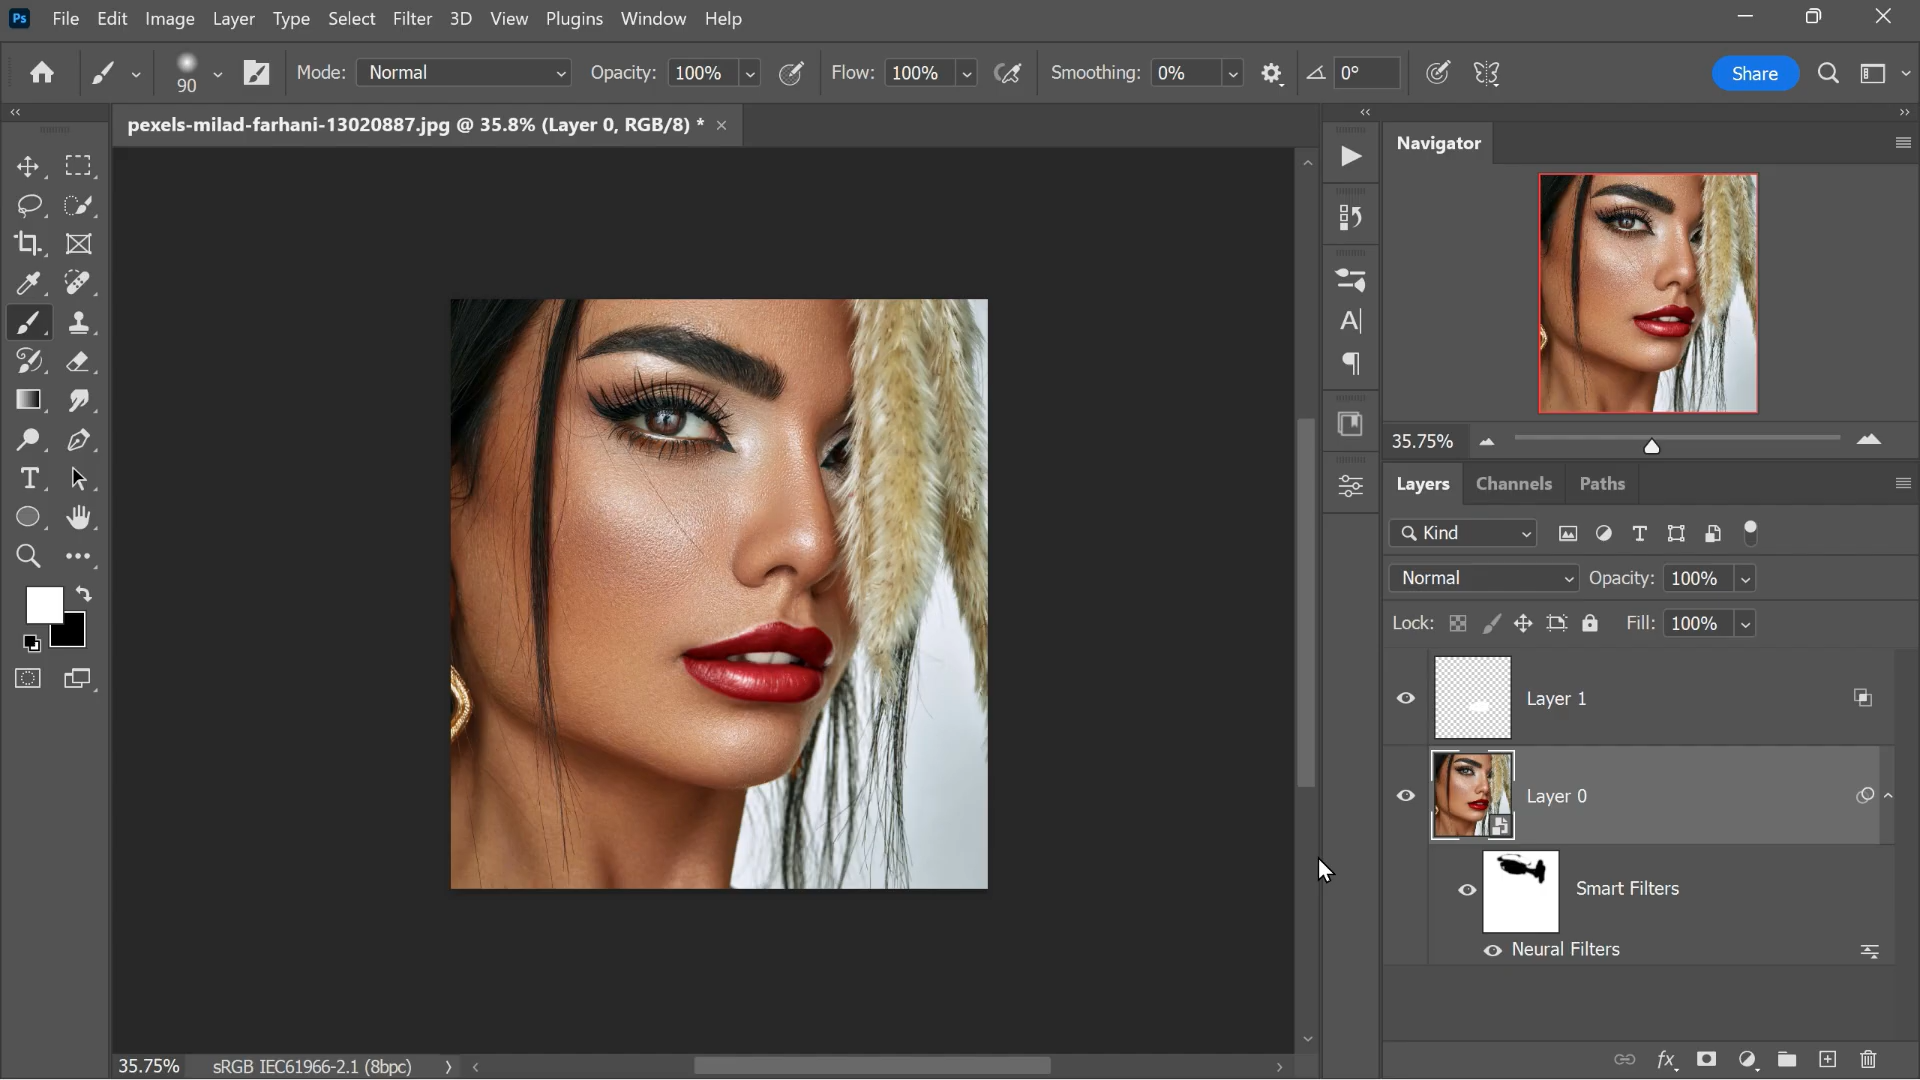 Ps File Edit Image Layer Type Select Filter 3D View Plugins Window Help
90 Mode: Normal Opacity: 100% Flow: 100% Smoothing: 0% 0° Share
pexels-milad-farhani-13020887.jpg @ 35.8% (Layer 0, RGB/8) *
Navigator
35.75%
Layers Channels Paths
Kind
Normal Opacity: 100%
Lock: Fill: 100%
Layer 1
Layer 0
Smart Filters
Neural Filters
fx
35.75% sRGB IEC61966-2.1 (8bpc)